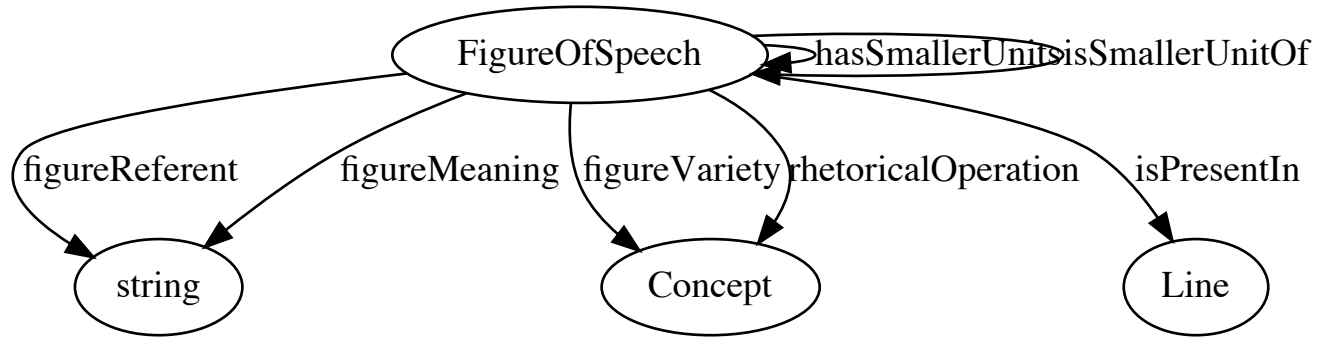 FigureOfSpeech
hasSmallerUnits
isSmallerUnitOf
figureReferent
figureMeaning
figureVariety
rhetoricalOperation
isPresentIn
string
Concept
Line